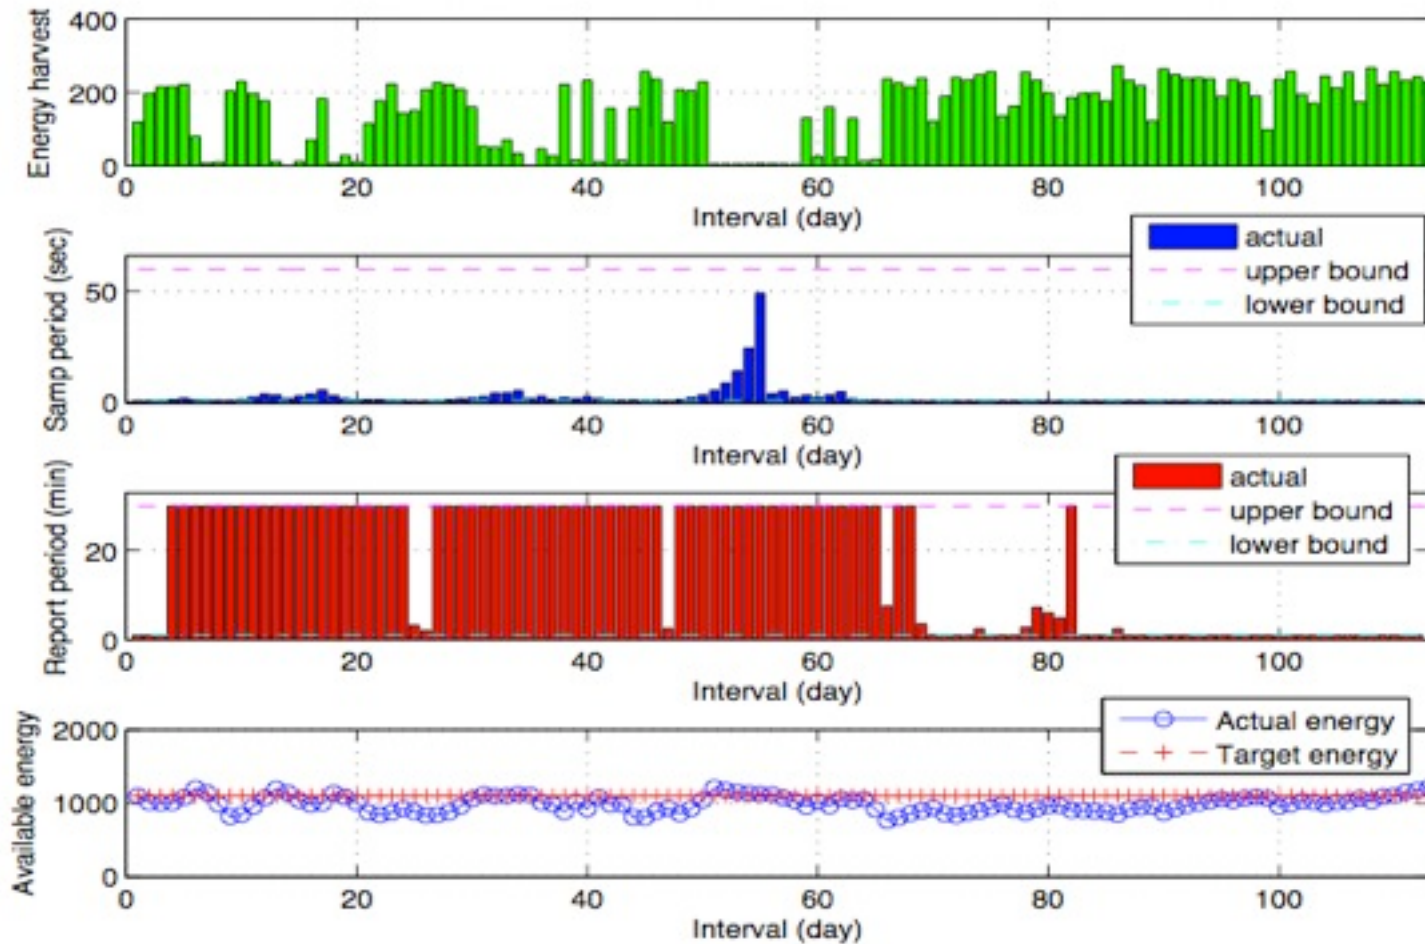 Energy harvest
400
200
0
0 20 40 60 80 100
Interval (day)
Samp period (sec)
50
0
actual
upper bound
lower bound
0 20 40 60 80 100
Interval (day)
Report period (min)
20
0
actual
upper bound
lower bound
0 20 40 60 80 100
Interval (day)
Available energy
2000
1000
0
Actual energy
Target energy
0 20 40 60 80 100
Interval (day)